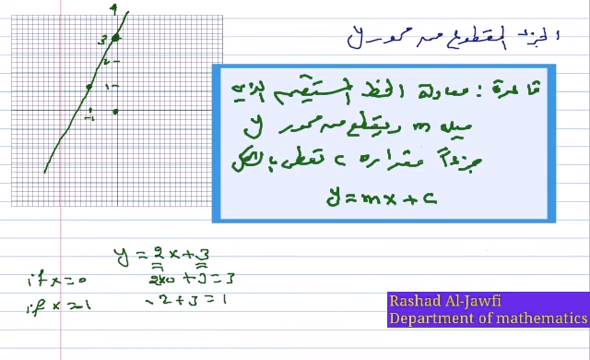 الجزء المقطوع من محور y
قاعدة: معادلة الخط المستقيم الذي
ميله m ويقطع من محور y
جزءاً مقداره c تعطى بالشكل
y = mx + c
4
3
2
1
-1
y = 2x + 3
if x = 0 2x0 + 3 = 3
if x = -1 -2 + 3 = 1
Rashad Al-Jawfi
Department of mathematics